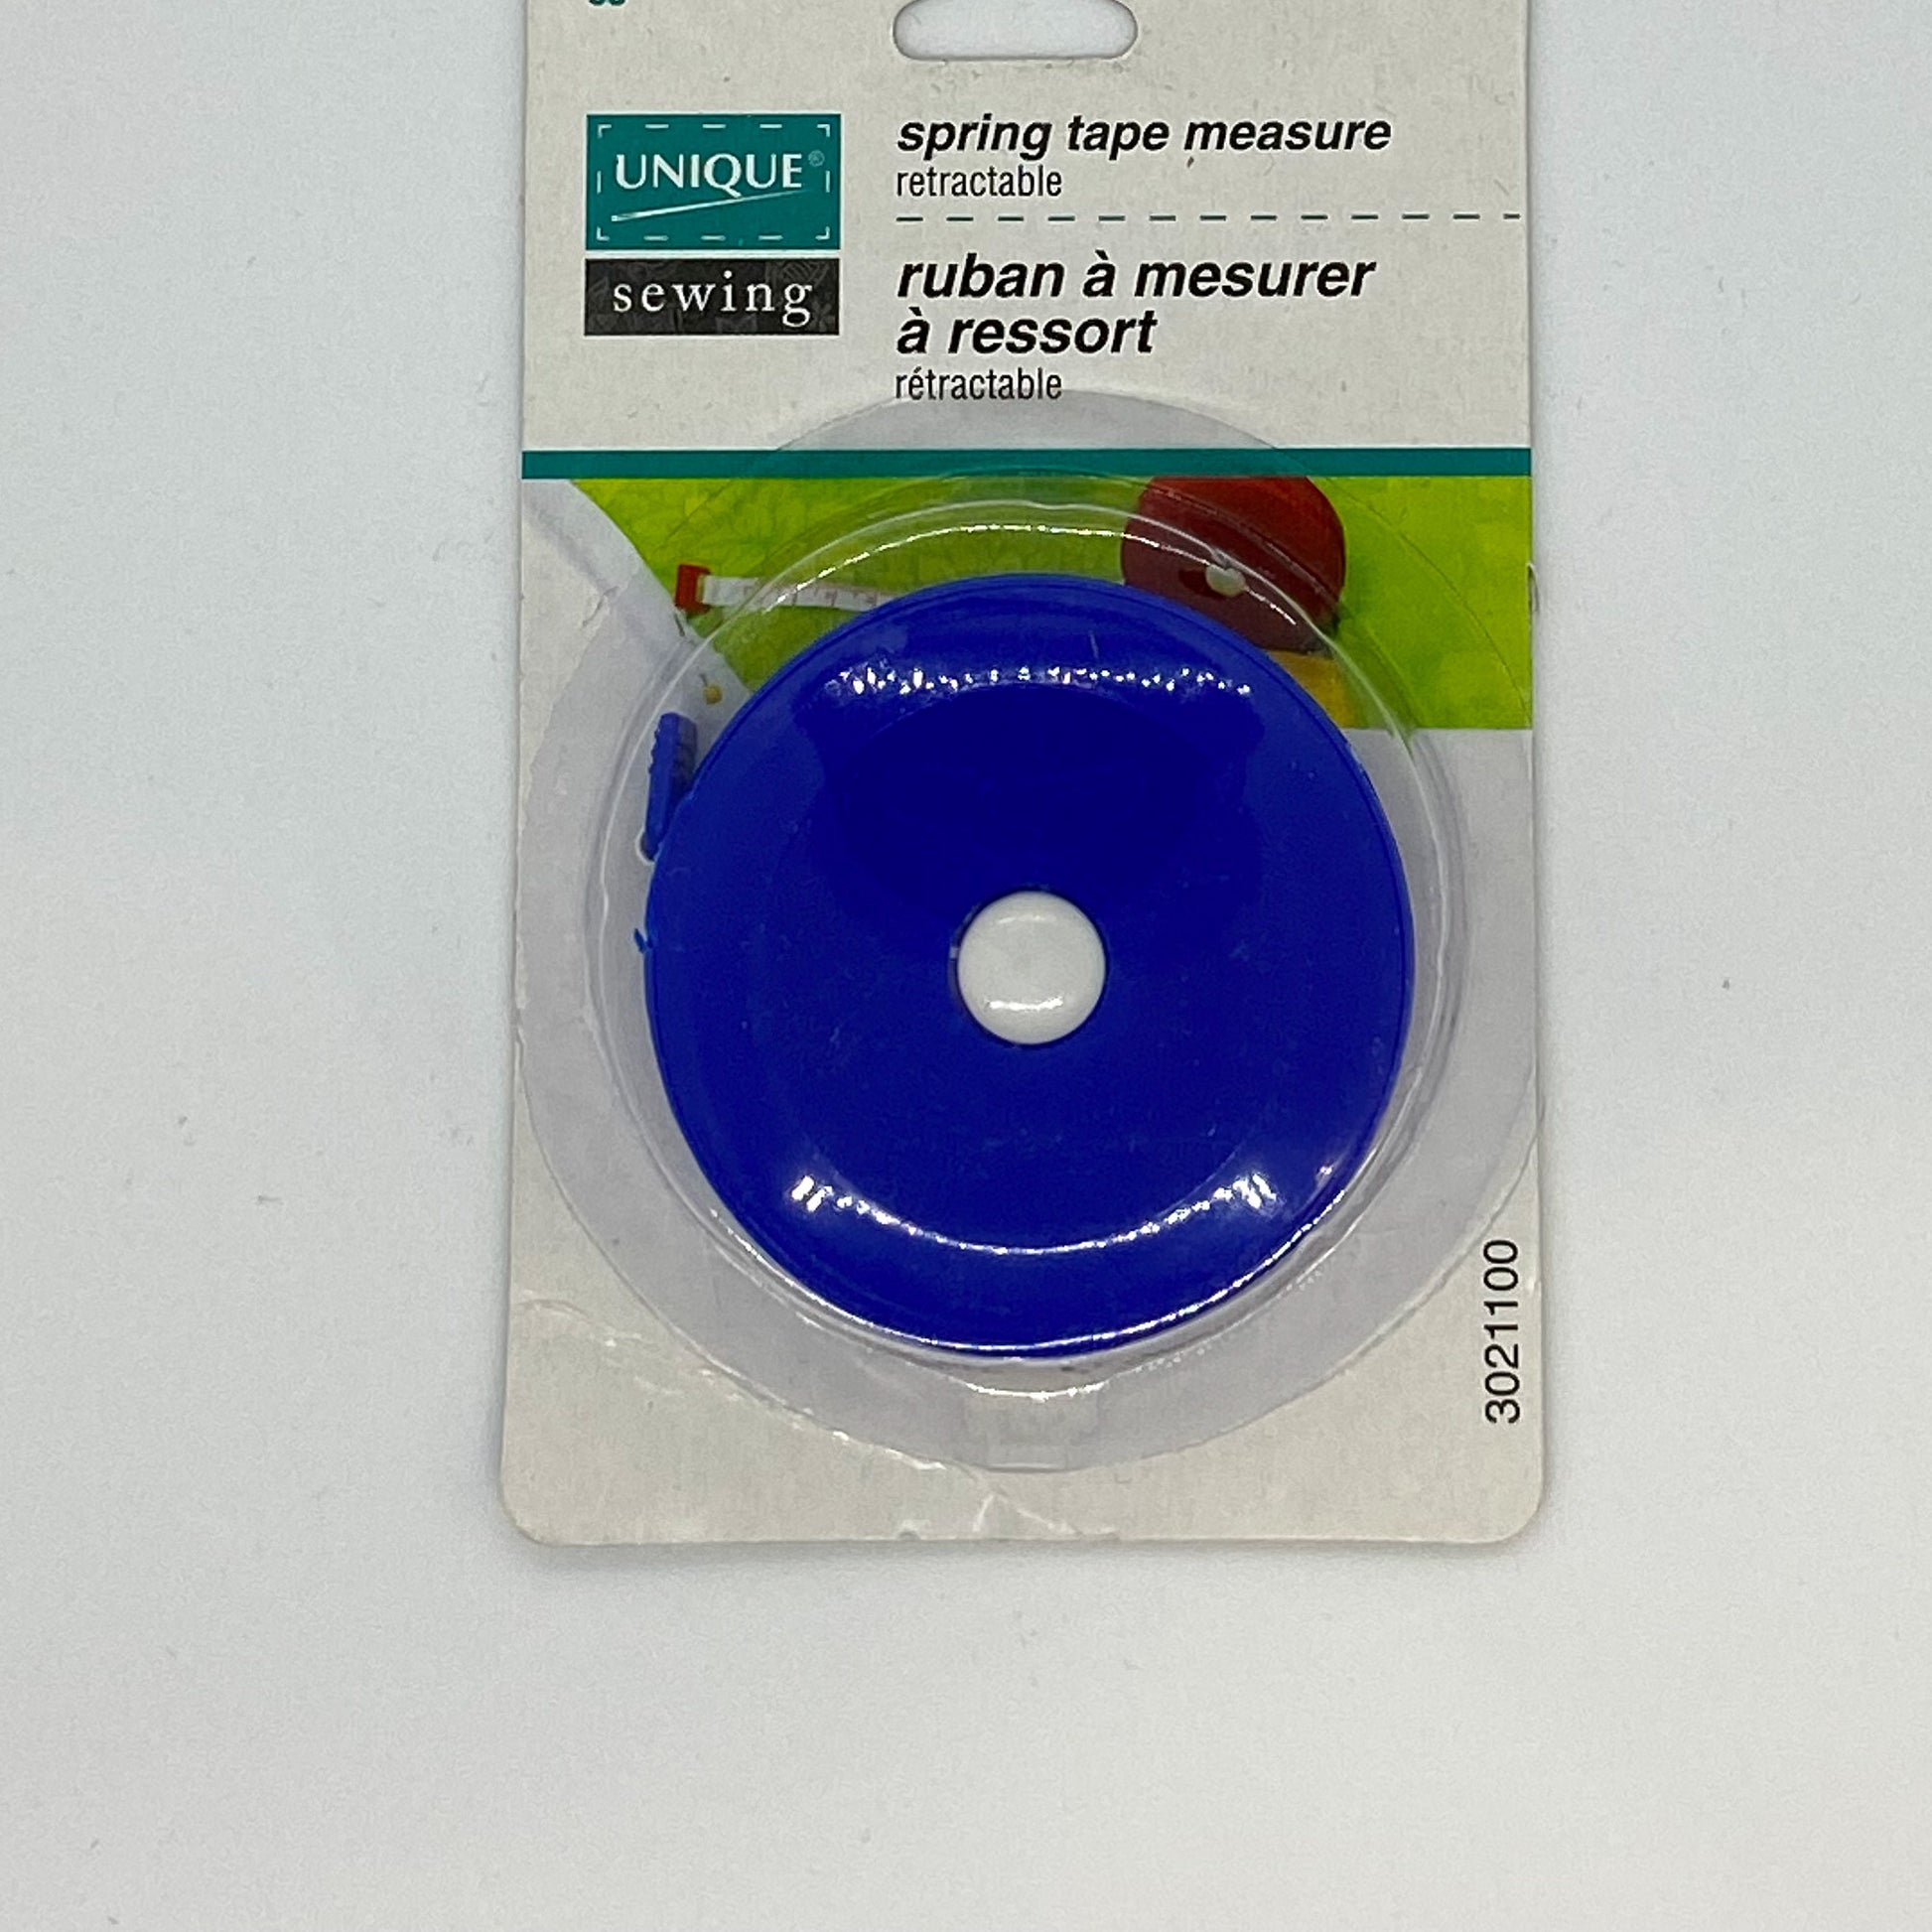 UNIQUE®
sewing
spring tape measure
retractable
ruban à mesurer
à ressort
rétractable
3021100